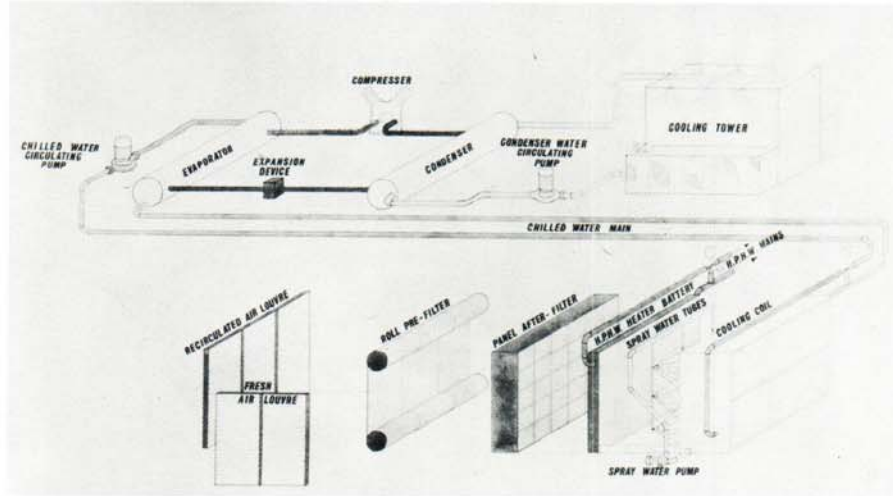 COMPRESSER
COOLING TOWER
CHILLED WATER
CIRCULATING
PUMP
EVAPORATOR
EXPANSION
DEVICE
CONDENSER
CONDENSER WATER
CIRCULATING
PUMP
CHILLED WATER MAIN
H.P.H.W. MAINS
RECIRCULATED AIR LOUVRE
FRESH
AIR LOUVRE
ROLL PRE-FILTER
PANEL AFTER-FILTER
H.P.H.W. HEATER BATTERY
SPRAY WATER TUBES
COOLING COIL
SPRAY WATER PUMP